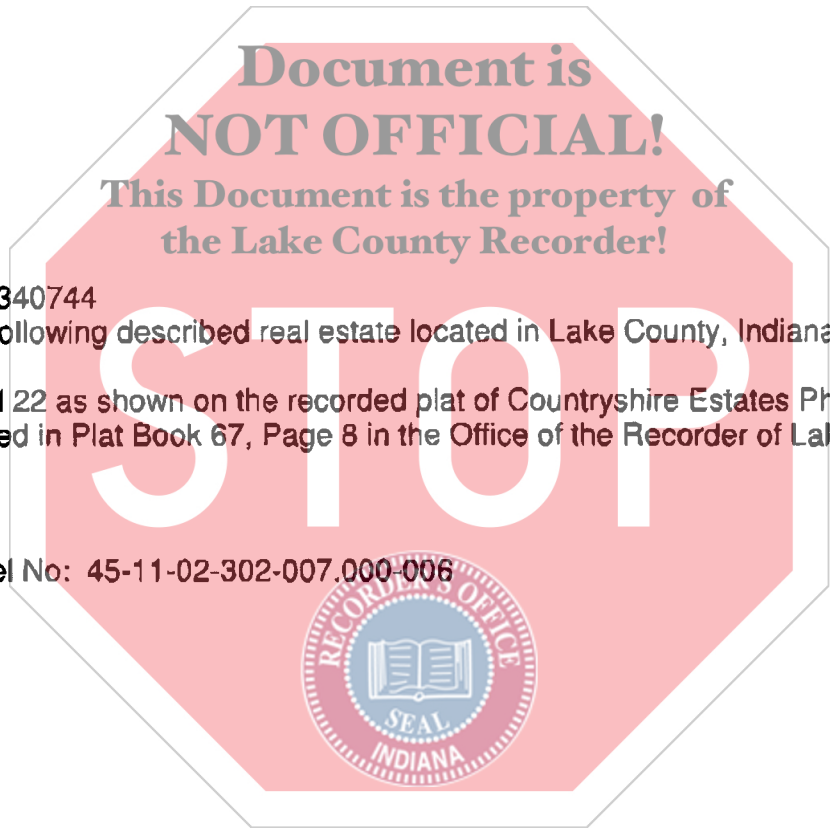 Document is
NOT OFFICIAL!
This Document is the property of
the Lake County Recorder!
340744
ollowing described real estate located in Lake County, Indiana
122 as shown on the recorded plat of Countryshire Estates Ph
ed in Plat Book 67, Page 8 in the Office of the Recorder of Lak
STOP
el No: 45-11-02-302-007.000-006
RECORDER'S OFFICE
SEAL
INDIANA